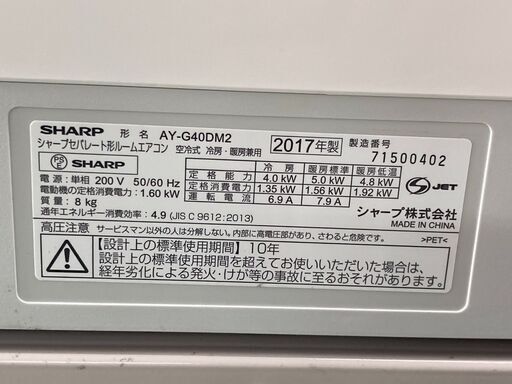 SHARP 形名 AY-G40DM2 2017年製 製造番号
シャープセパレート形ルームエアコン 空冷式 冷房・暖房兼用 71500402
PS E SHARP 冷房 暖房標準 暖房低温
定格能力 4.0 kW 5.0 kW 4.8 kW
電源：単相 200 V 50/60 Hz 定格消費電力 1.35 kW 1.56 kW 1.92 kW S JET
電動機の定格消費電力：1.60 kW 6.9 A 7.9 A
質量：8 kg シャープ株式会社
通年エネルギー消費効率：4.9 (JIS C 9612:2013) MADE IN CHINA
高圧注意 サービスマン以外の人は分解しない。内部に高電圧部があり、さわると危険。 >PET<
【設計上の標準使用期間】10年
設計上の標準使用期間を超えてお使いいただいた場合は、
経年劣化による発火・けが等の事故に至るおそれがあります。